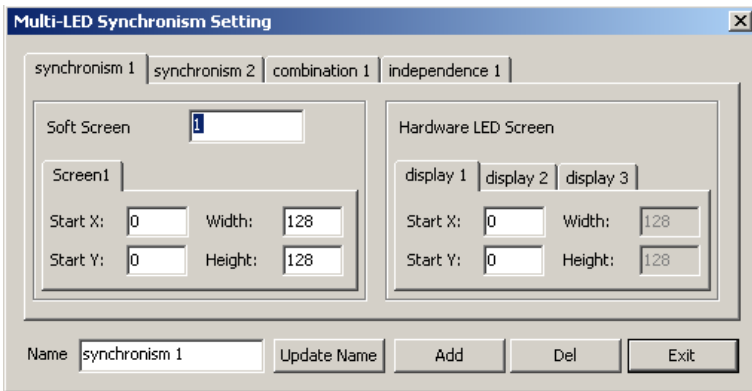 Multi-LED Synchronism Setting
synchronism 1 synchronism 2 combination 1 independence 1
Soft Screen 1
Screen1
Start X: 0 Width: 128
Start Y: 0 Height: 128
Hardware LED Screen
display 1 display 2 display 3
Start X: 0 Width: 128
Start Y: 0 Height: 128
Name synchronism 1 Update Name Add Del Exit